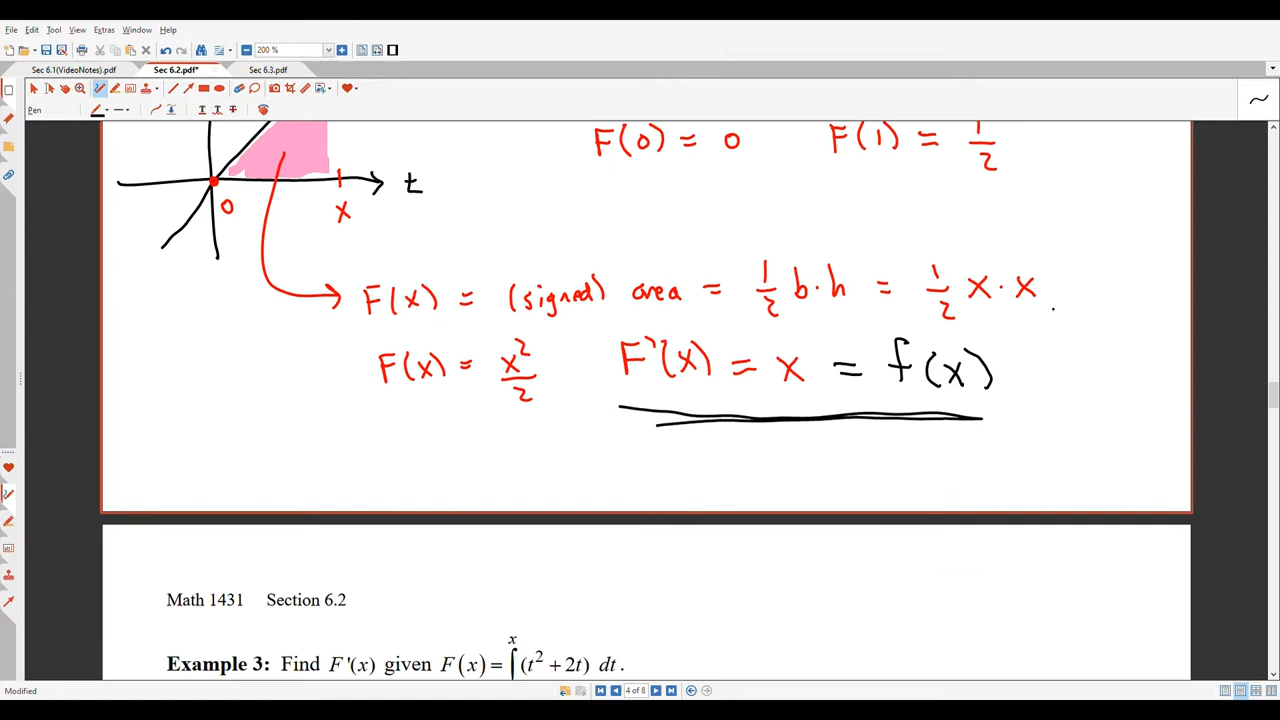 File Edit Tool View Extras Window Help
200 %
Sec 6.1(VideoNotes).pdf Sec 6.2.pdf* Sec 6.3.pdf
Pen
F(0) = 0 F(1) = 1/2
t
0
x
F(x) = (signed) area = 1/2 b·h = 1/2 x·x
F(x) = x²/2 F'(x) = x = f(x)
Math 1431 Section 6.2
Example 3: Find F '(x) given F(x) = ∫ˣ (t² + 2t) dt.
Modified 4 of 8